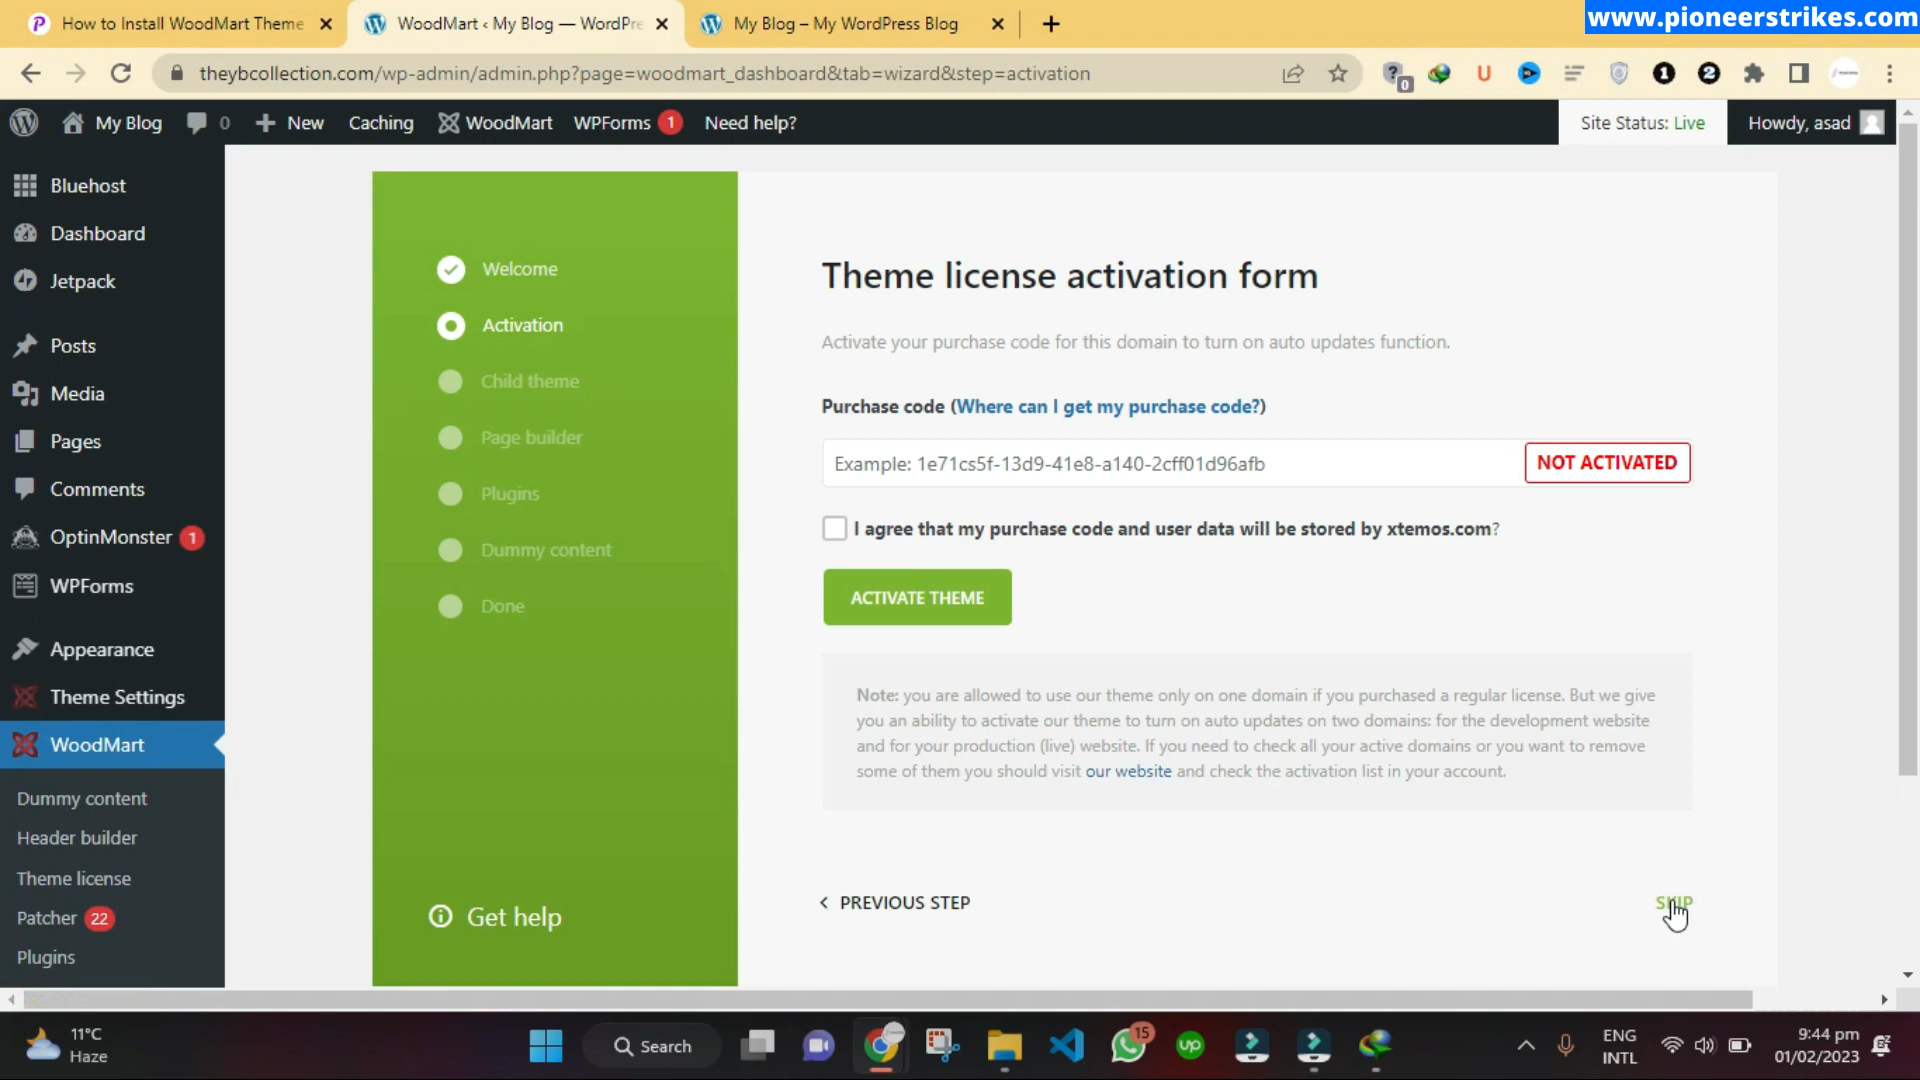 www.pioneerstrikes.com
How to Install WoodMart Theme
WoodMart ‹ My Blog — WordPre
My Blog – My WordPress Blog
theybcollection.com/wp-admin/admin.php?page=woodmart_dashboard&tab=wizard&step=activation
My Blog
0
New
Caching
WoodMart
WPForms 1
Need help?
Site Status: Live
Howdy, asad
Bluehost
Dashboard
Jetpack
Posts
Media
Pages
Comments
OptinMonster 1
WPForms
Appearance
Theme Settings
WoodMart
Dummy content
Header builder
Theme license
Patcher 22
Plugins
Welcome
Activation
Child theme
Page builder
Plugins
Dummy content
Done
Get help
Theme license activation form
Activate your purchase code for this domain to turn on auto updates function.
Purchase code (Where can I get my purchase code?)
Example: 1e71cs5f-13d9-41e8-a140-2cff01d96afb
NOT ACTIVATED
I agree that my purchase code and user data will be stored by xtemos.com?
ACTIVATE THEME
Note: you are allowed to use our theme only on one domain if you purchased a regular license. But we give
you an ability to activate our theme to turn on auto updates on two domains: for the development website
and for your production (live) website. If you need to check all your active domains or you want to remove
some of them you should visit our website and check the activation list in your account.
PREVIOUS STEP
SKIP
11°C
Haze
Search
15
up
ENG
INTL
9:44 pm
01/02/2023